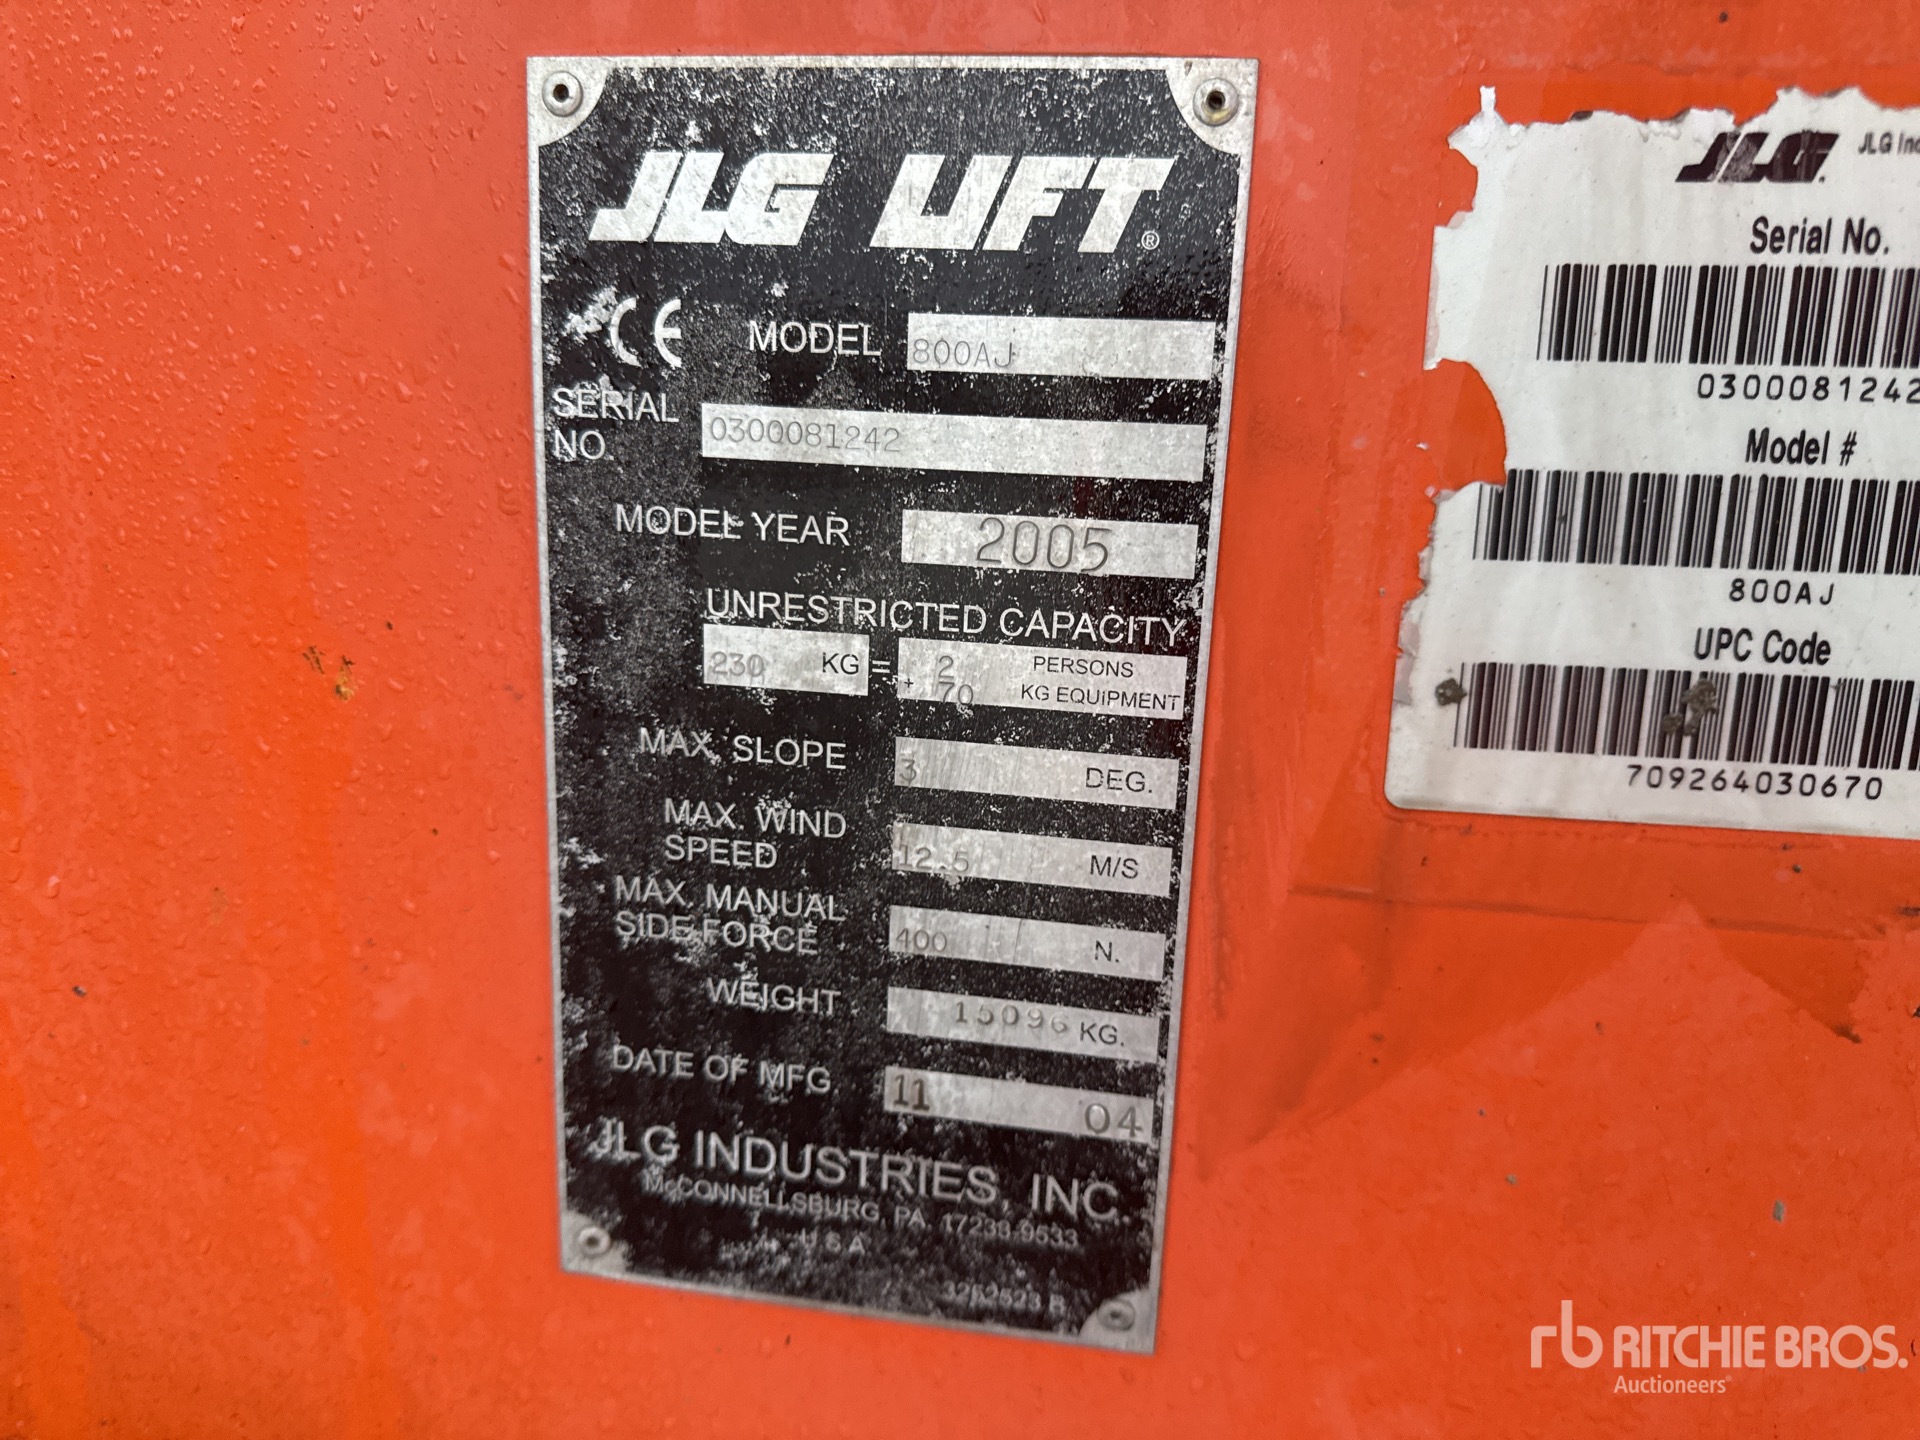 JLG LIFT®
CE MODEL 800AJ
SERIAL NO. 0300081242
MODEL YEAR 2005
UNRESTRICTED CAPACITY
230 KG = 2 PERSONS
+ 70 KG EQUIPMENT
MAX. SLOPE 3 DEG.
MAX. WIND
SPEED 12.5 M/S
MAX. MANUAL
SIDE FORCE 400 N.
WEIGHT 15096 KG.
DATE OF MFG 11 04
JLG INDUSTRIES, INC.
McCONNELLSBURG, PA. 17233-9533
U S A
3252523 B
JLG JLG
Serial No.
0300081242
Model #
800AJ
UPC Code
709264030670
rb RITCHIE BROS.
Auctioneers